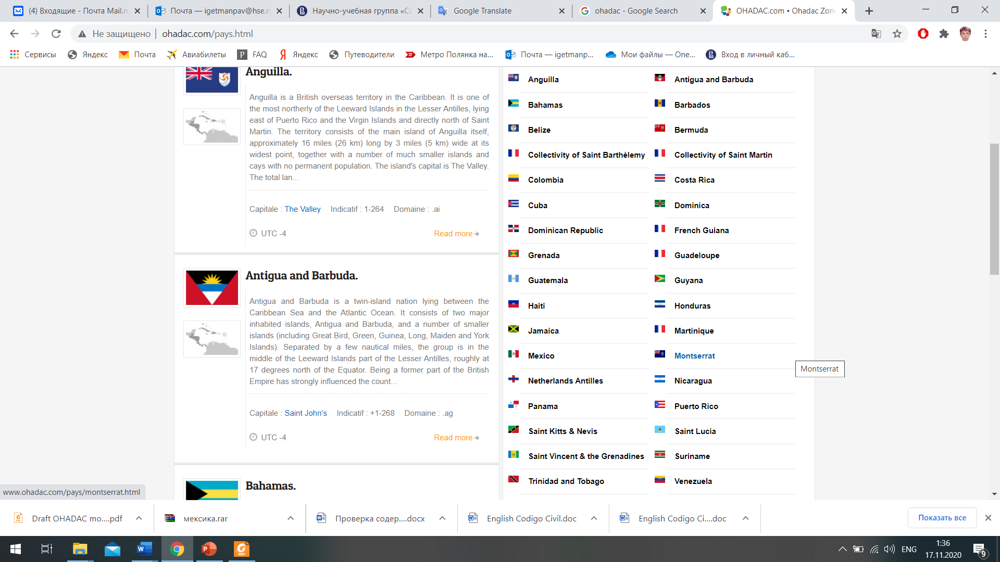 (4) Входящие - Почта Mail.ru
Почта — igetmanpav@hse.ru
Научно-учебная группа «Со
Google Translate
ohadac - Google Search
OHADAC.com • Ohadac Zone
Не защищено
ohadac.com/pays.html
Сервисы
Яндекс
Почта
Авиабилеты
FAQ
Яндекс
Путеводители
Метро Полянка на...
Почта — igetmanp...
Мои файлы — One...
Вход в личный каб...
Anguilla.
Anguilla is a British overseas territory in the Caribbean. It is one of
the most northerly of the Leeward Islands in the Lesser Antilles, lying
east of Puerto Rico and the Virgin Islands and directly north of Saint
Martin. The territory consists of the main island of Anguilla itself,
approximately 16 miles (26 km) long by 3 miles (5 km) wide at its
widest point, together with a number of much smaller islands and
cays with no permanent population. The island's capital is The Valley.
The total lan...
Capitale : The Valley Indicatif : 1-264 Domaine : .ai
UTC -4 Read more
Antigua and Barbuda.
Antigua and Barbuda is a twin-island nation lying between the
Caribbean Sea and the Atlantic Ocean. It consists of two major
inhabited islands, Antigua and Barbuda, and a number of smaller
islands (including Great Bird, Green, Guinea, Long, Maiden and York
Islands). Separated by a few nautical miles, the group is in the
middle of the Leeward Islands part of the Lesser Antilles, roughly at
17 degrees north of the Equator. Being a former part of the British
Empire has strongly influenced the count...
Capitale : Saint John's Indicatif : +1-268 Domaine : .ag
UTC -4 Read more
Bahamas.
Anguilla Antigua and Barbuda
Bahamas Barbados
Belize Bermuda
Collectivity of Saint Barthélemy Collectivity of Saint Martin
Colombia Costa Rica
Cuba Dominica
Dominican Republic French Guiana
Grenada Guadeloupe
Guatemala Guyana
Haiti Honduras
Jamaica Martinique
Mexico Montserrat
Montserrat
Netherlands Antilles Nicaragua
Panama Puerto Rico
Saint Kitts & Nevis Saint Lucia
Saint Vincent & the Grenadines Suriname
Trinidad and Tobago Venezuela
www.ohadac.com/pays/montserrat.html
Draft OHADAC mo....pdf
мексика.rar
Проверка содер....docx
English Codigo Civil.doc
English Codigo Ci....doc
Показать все
ENG
1:36
17.11.2020
9